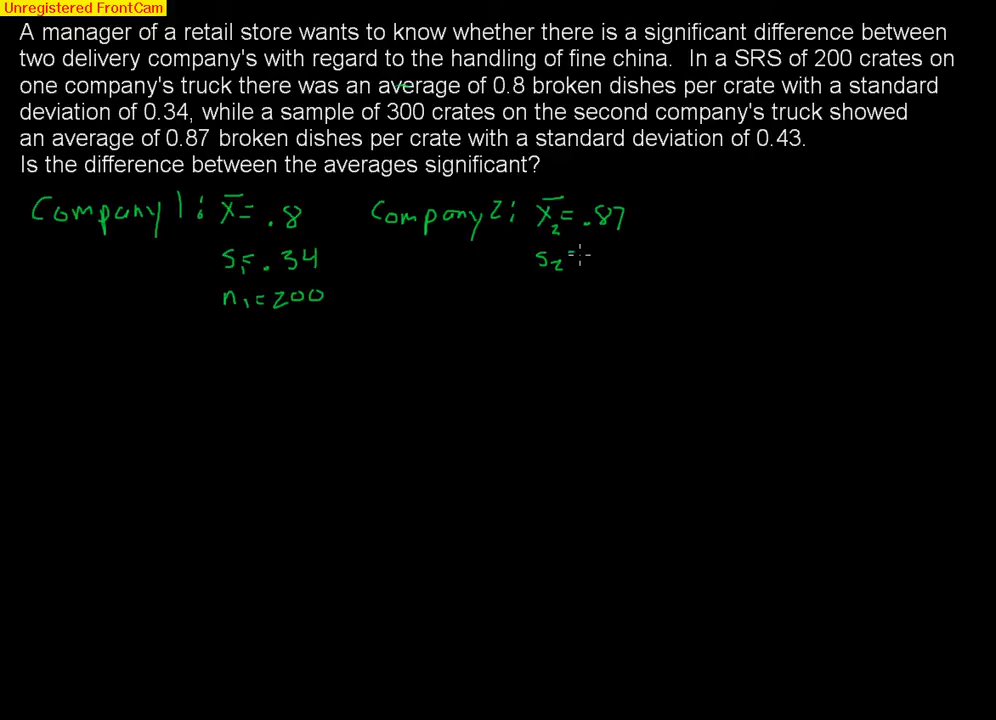 Unregistered FrontCam
A manager of a retail store wants to know whether there is a significant difference between
two delivery company's with regard to the handling of fine china. In a SRS of 200 crates on
one company's truck there was an average of 0.8 broken dishes per crate with a standard
deviation of 0.34, while a sample of 300 crates on the second company's truck showed
an average of 0.87 broken dishes per crate with a standard deviation of 0.43.
Is the difference between the averages significant?
Company 1: x̄ = .8 Company 2: x̄₂ = .87
s₁ = .34 s₂ =
n₁ = 200